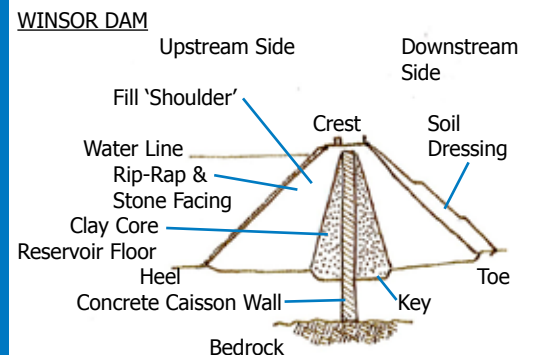 WINSOR DAM
Upstream Side
Downstream
Side
Fill ‘Shoulder’
Crest
Soil
Dressing
Water Line
Rip-Rap &
Stone Facing
Clay Core
Reservoir Floor
Heel
Toe
Concrete Caisson Wall
Key
Bedrock